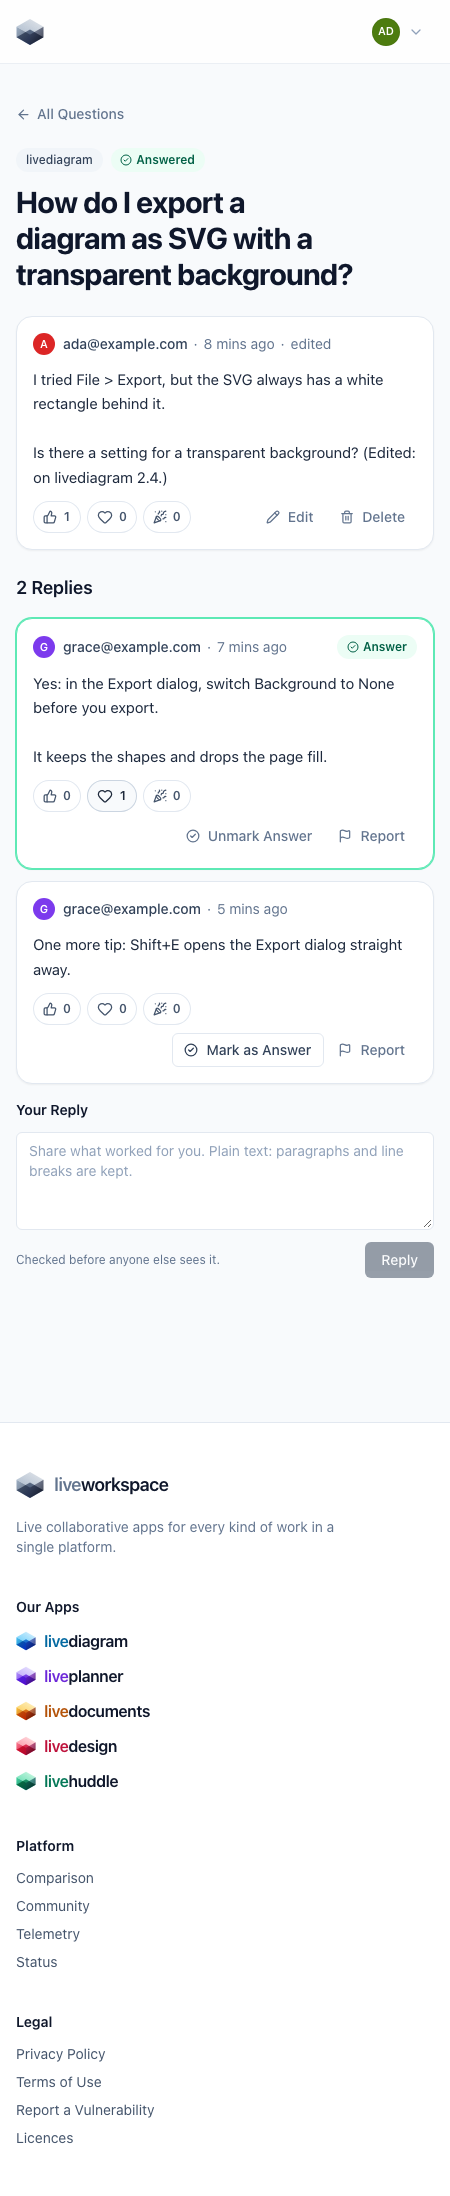 AD
All Questions
livediagram Answered
How do I export a
diagram as SVG with a
transparent background?
A ada@example.com · 8 mins ago · edited
I tried File > Export, but the SVG always has a white
rectangle behind it.
Is there a setting for a transparent background? (Edited:
on livediagram 2.4.)
1 0 0 Edit Delete
2 Replies
G grace@example.com · 7 mins ago Answer
Yes: in the Export dialog, switch Background to None
before you export.
It keeps the shapes and drops the page fill.
0 1 0
Unmark Answer Report
G grace@example.com · 5 mins ago
One more tip: Shift+E opens the Export dialog straight
away.
0 0 0
Mark as Answer Report
Your Reply
Share what worked for you. Plain text: paragraphs and line
breaks are kept.
Checked before anyone else sees it. Reply
liveworkspace
Live collaborative apps for every kind of work in a
single platform.
Our Apps
livediagram
liveplanner
livedocuments
livedesign
livehuddle
Platform
Comparison
Community
Telemetry
Status
Legal
Privacy Policy
Terms of Use
Report a Vulnerability
Licences